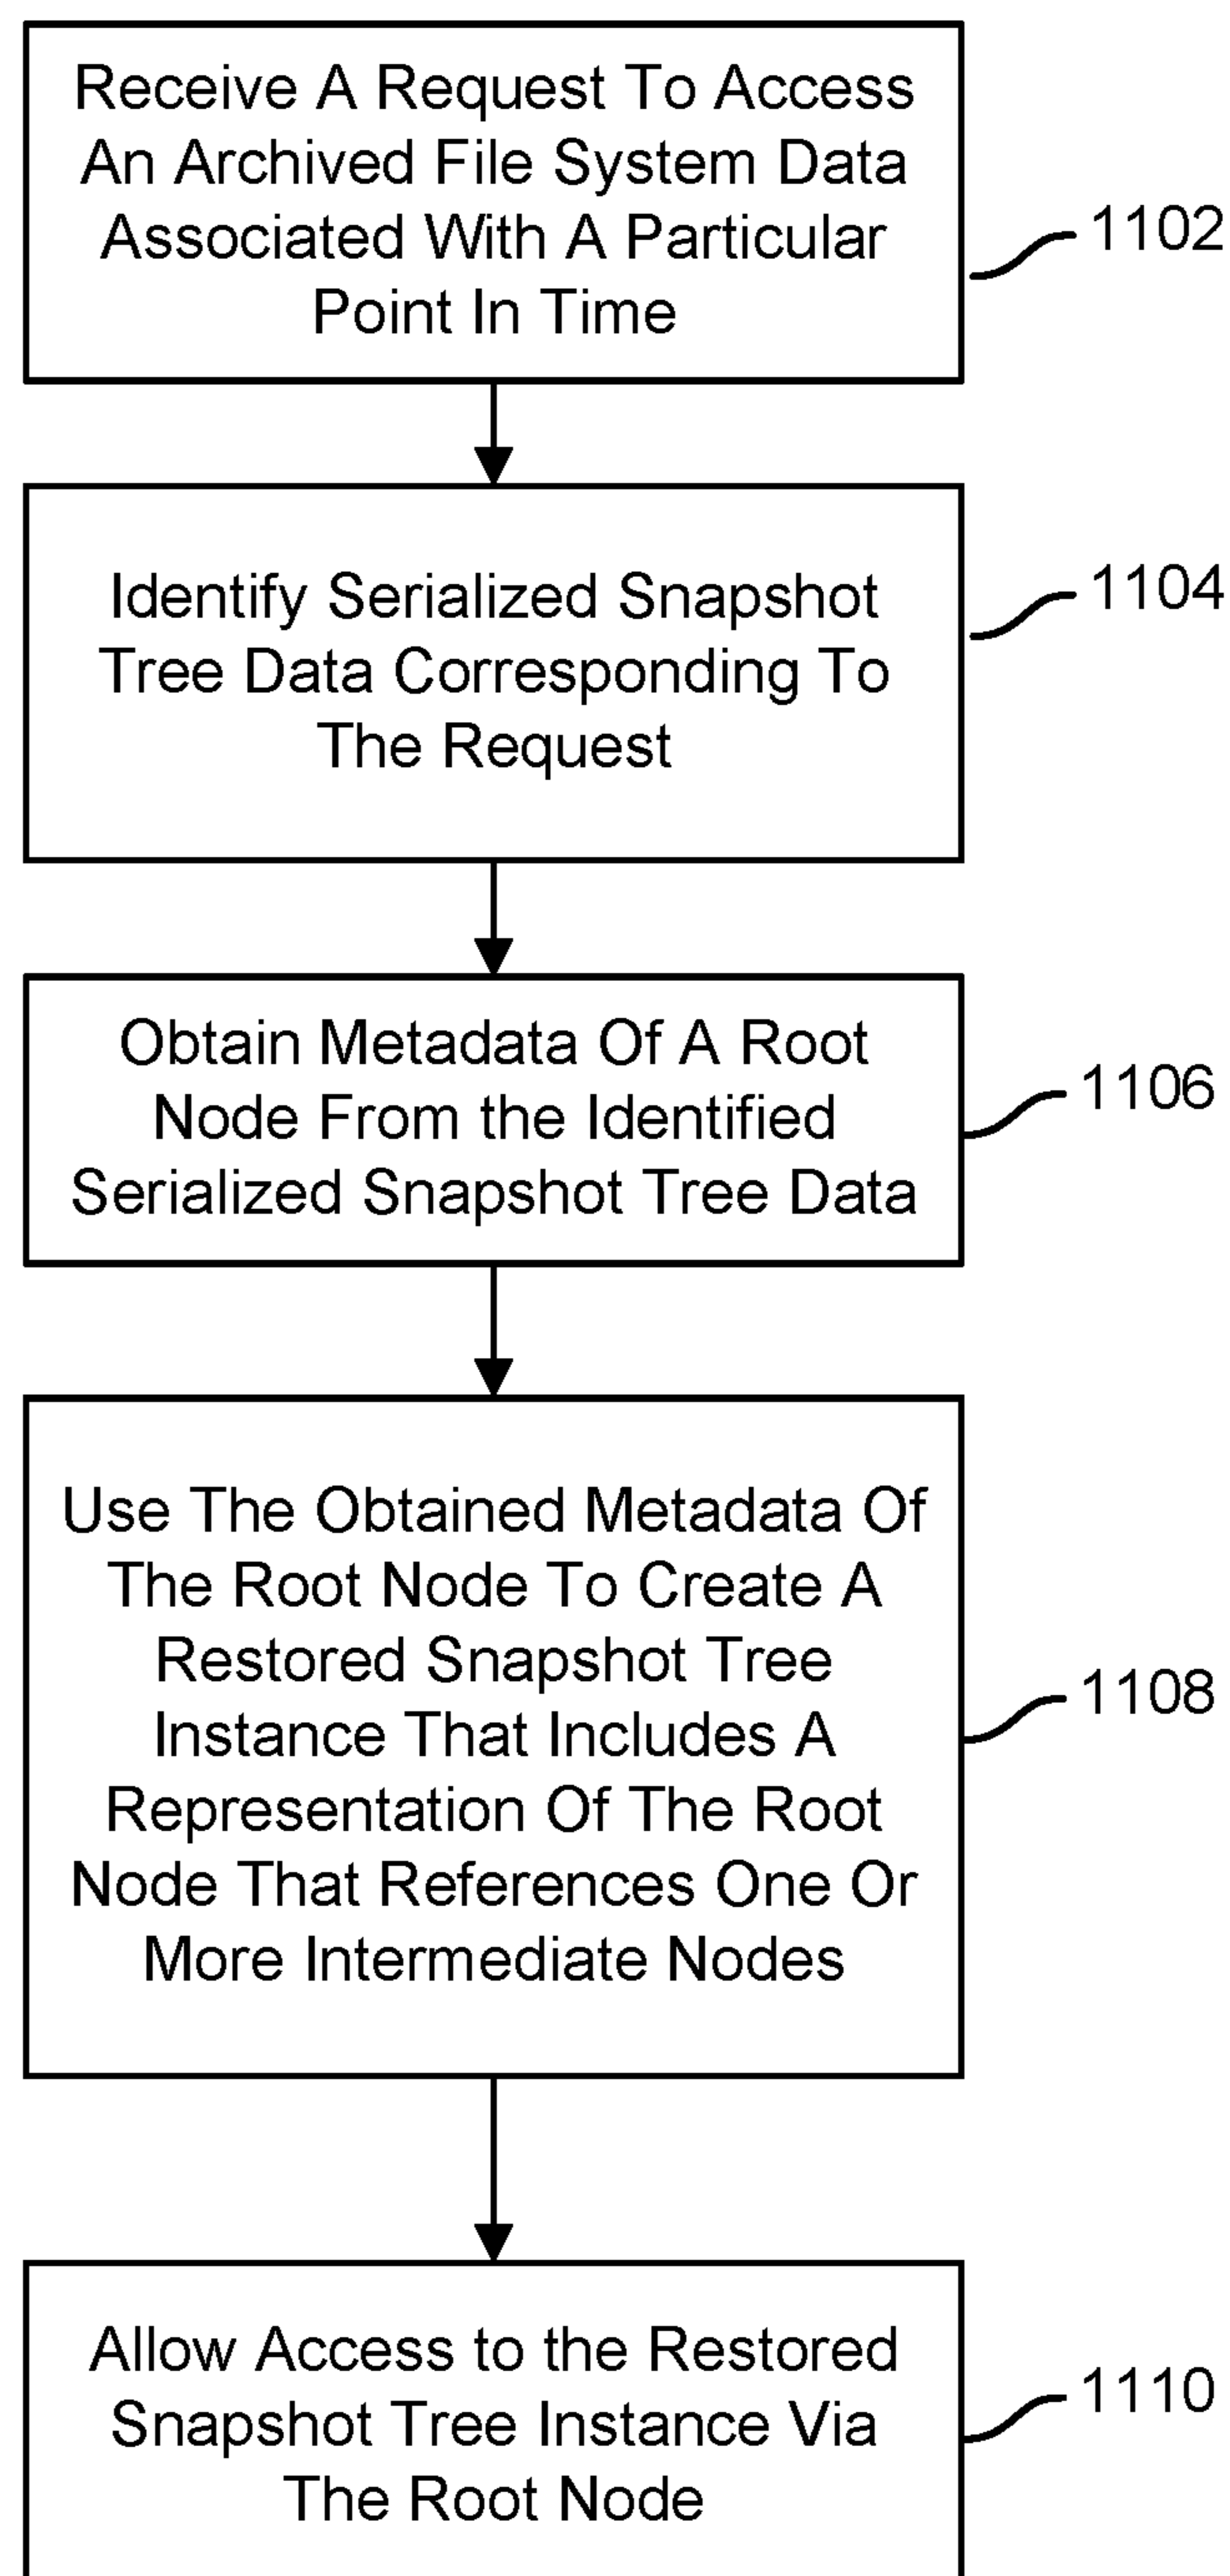 Receive A Request To Access
An Archived File System Data
Associated With A Particular
Point In Time
1102
Identify Serialized Snapshot
Tree Data Corresponding To
The Request
1104
Obtain Metadata Of A Root
Node From the Identified
Serialized Snapshot Tree Data
1106
Use The Obtained Metadata Of
The Root Node To Create A
Restored Snapshot Tree
Instance That Includes A
Representation Of The Root
Node That References One Or
More Intermediate Nodes
1108
Allow Access to the Restored
Snapshot Tree Instance Via
The Root Node
1110